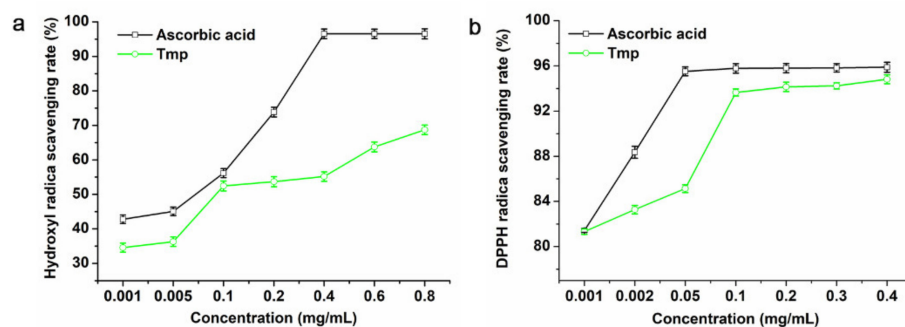 a
Hydroxyl radica scavenging rate (%)
100
90
80
70
60
50
40
30
Ascorbic acid
Tmp
0.001 0.005 0.1 0.2 0.4 0.6 0.8
Concentration (mg/mL)
b
DPPH radica scavenging rate (%)
100
96
92
88
84
80
Ascorbic acid
Tmp
0.001 0.002 0.05 0.1 0.2 0.3 0.4
Concentration (mg/mL)